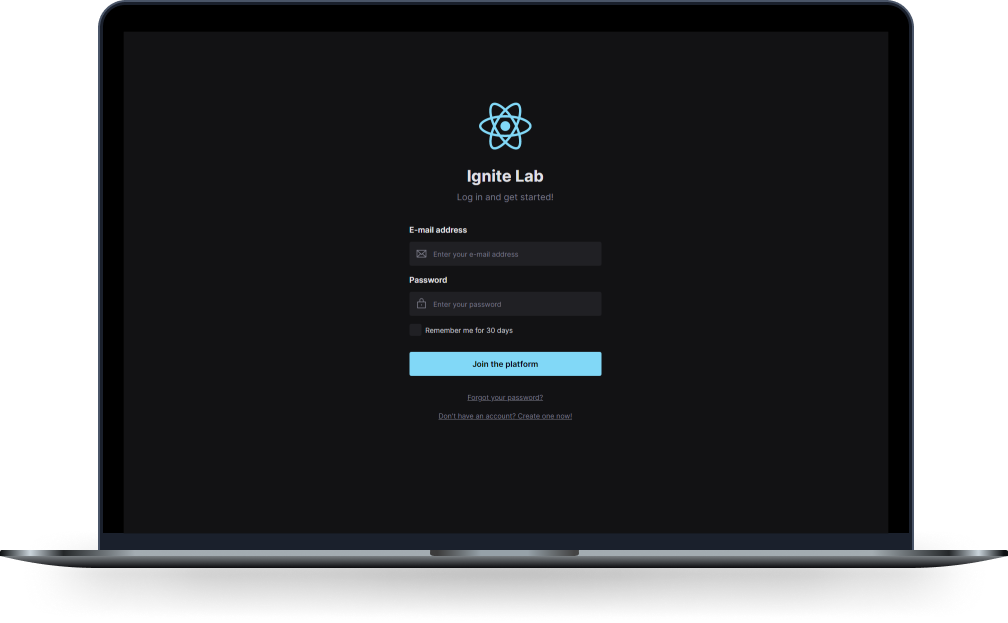 Ignite Lab
Log in and get started!
E-mail address
Enter your e-mail address
Password
Enter your password
Remember me for 30 days
Join the platform
Forgot your password?
Don't have an account? Create one now!